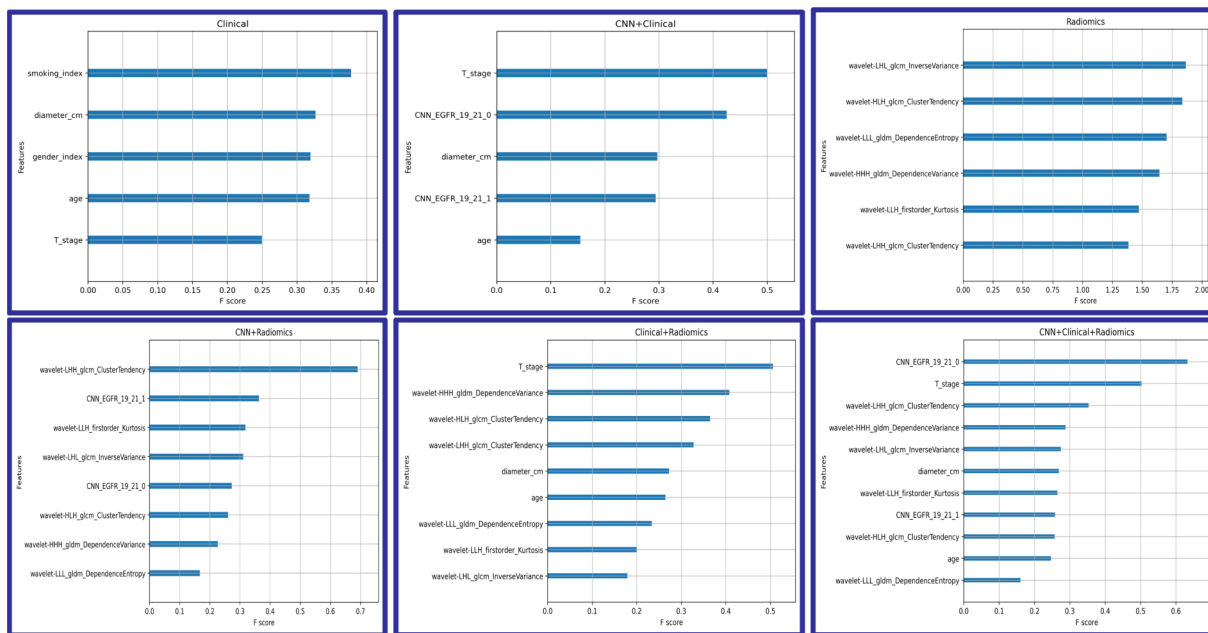 Clinical
smoking_index
diameter_cm
gender_index
age
T_stage
Features
0.00 0.05 0.10 0.15 0.20 0.25 0.30 0.35 0.40
F score
CNN+Clinical
T_stage
CNN_EGFR_19_21_0
diameter_cm
CNN_EGFR_19_21_1
age
Features
0.0 0.1 0.2 0.3 0.4 0.5
F score
Radiomics
wavelet-LHL_glcm_InverseVariance
wavelet-HLH_glcm_ClusterTendency
wavelet-LLL_gldm_DependenceEntropy
wavelet-HHH_gldm_DependenceVariance
wavelet-LLH_firstorder_Kurtosis
wavelet-LHH_glcm_ClusterTendency
Features
0.00 0.25 0.50 0.75 1.00 1.25 1.50 1.75 2.00
F score
CNN+Radiomics
wavelet-LHH_glcm_ClusterTendency
CNN_EGFR_19_21_1
wavelet-LLH_firstorder_Kurtosis
wavelet-LHL_glcm_InverseVariance
CNN_EGFR_19_21_0
wavelet-HLH_glcm_ClusterTendency
wavelet-HHH_gldm_DependenceVariance
wavelet-LLL_gldm_DependenceEntropy
Features
0.0 0.1 0.2 0.3 0.4 0.5 0.6 0.7
F score
Clinical+Radiomics
T_stage
wavelet-HHH_gldm_DependenceVariance
wavelet-HLH_glcm_ClusterTendency
wavelet-LHH_glcm_ClusterTendency
diameter_cm
age
wavelet-LLL_gldm_DependenceEntropy
wavelet-LLH_firstorder_Kurtosis
wavelet-LHL_glcm_InverseVariance
Features
0.0 0.1 0.2 0.3 0.4 0.5
F score
CNN+Clinical+Radiomics
CNN_EGFR_19_21_0
T_stage
wavelet-LHH_glcm_ClusterTendency
wavelet-HHH_gldm_DependenceVariance
wavelet-LHL_glcm_InverseVariance
diameter_cm
wavelet-LLH_firstorder_Kurtosis
CNN_EGFR_19_21_1
wavelet-HLH_glcm_ClusterTendency
age
wavelet-LLL_gldm_DependenceEntropy
Features
0.0 0.1 0.2 0.3 0.4 0.5 0.6
F score